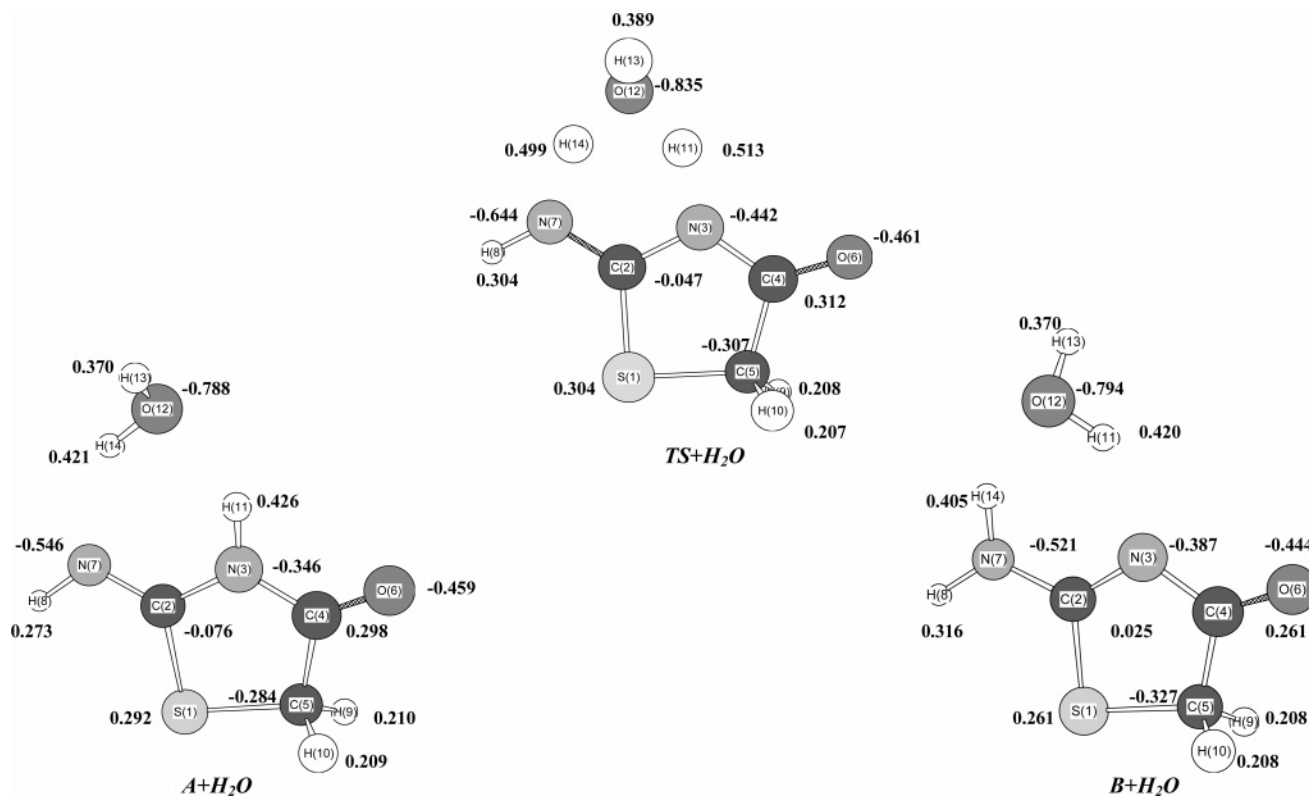 0.389
H(13)
O(12) -0.835
0.499 H(14) H(11) 0.513
-0.644 N(7) N(3) -0.442 -0.461
H(8) C(2) C(4) O(6)
0.304 -0.047 0.312
-0.307
0.304 S(1) C(5) 0.208
H(10) 0.207
TS+H2O
0.370 H(13) O(12) -0.788
H(14)
0.421
H(11) 0.426
-0.546 N(7) N(3) -0.346 O(6) -0.459
H(8) C(2) C(4)
0.273 -0.076 0.298
-0.284
0.292 S(1) C(5) H(9) 0.210
H(10) 0.209
A+H2O
0.370 H(13)
O(12) -0.794
H(11) 0.420
0.405 H(14)
N(7) -0.521 N(3) -0.387 -0.444
H(8) C(2) C(4) O(6)
0.316 0.025 0.261
-0.327
0.261 S(1) C(5) H(9) 0.208
H(10) 0.208
B+H2O